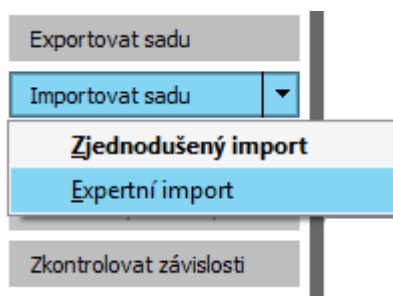 Exportovat sadu
Importovat sadu
Zjednodušený import
Expertní import
Zkontrolovat závislosti